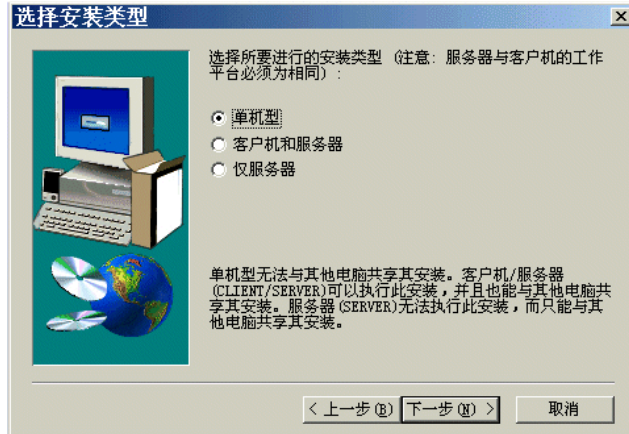 选择安装类型
选择所要进行的安装类型 (注意: 服务器与客户机的工作
平台必须为相同) :
单机型
客户机和服务器
仅服务器
单机型无法与其他电脑共享其安装。客户机/服务器
(CLIENT/SERVER)可以执行此安装，并且也能与其他电脑共
享其安装。服务器(SERVER)无法执行此安装，而只能与其
他电脑共享其安装。
< 上一步(B) 下一步(N) > 取消